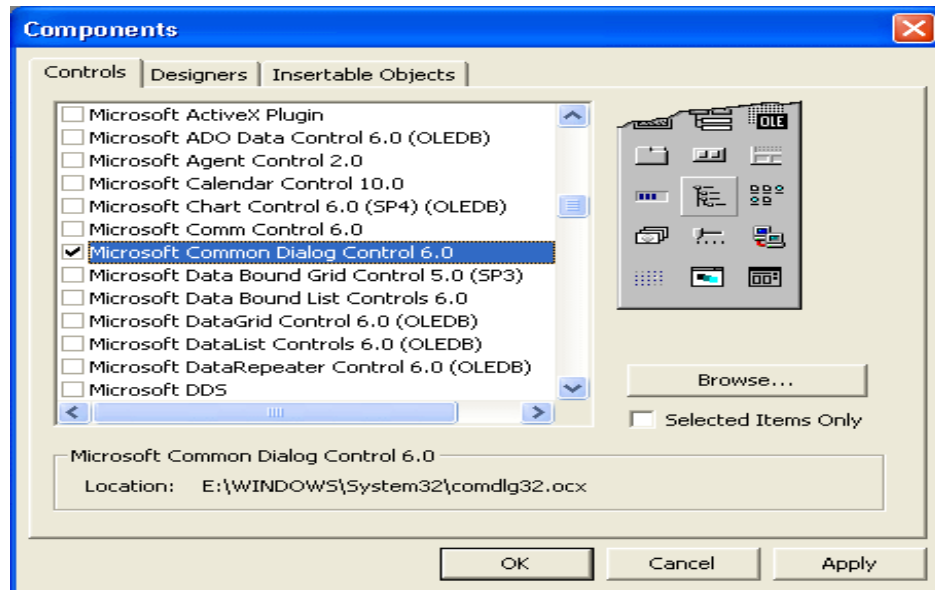 Components
Controls Designers Insertable Objects
Microsoft ActiveX Plugin
Microsoft ADO Data Control 6.0 (OLEDB)
Microsoft Agent Control 2.0
Microsoft Calendar Control 10.0
Microsoft Chart Control 6.0 (SP4) (OLEDB)
Microsoft Comm Control 6.0
Microsoft Common Dialog Control 6.0
Microsoft Data Bound Grid Control 5.0 (SP3)
Microsoft Data Bound List Controls 6.0
Microsoft DataGrid Control 6.0 (OLEDB)
Microsoft DataList Controls 6.0 (OLEDB)
Microsoft DataRepeater Control 6.0 (OLEDB)
Microsoft DDS
OLE
Browse...
Selected Items Only
Microsoft Common Dialog Control 6.0
Location: E:\WINDOWS\System32\comdlg32.ocx
OK Cancel Apply